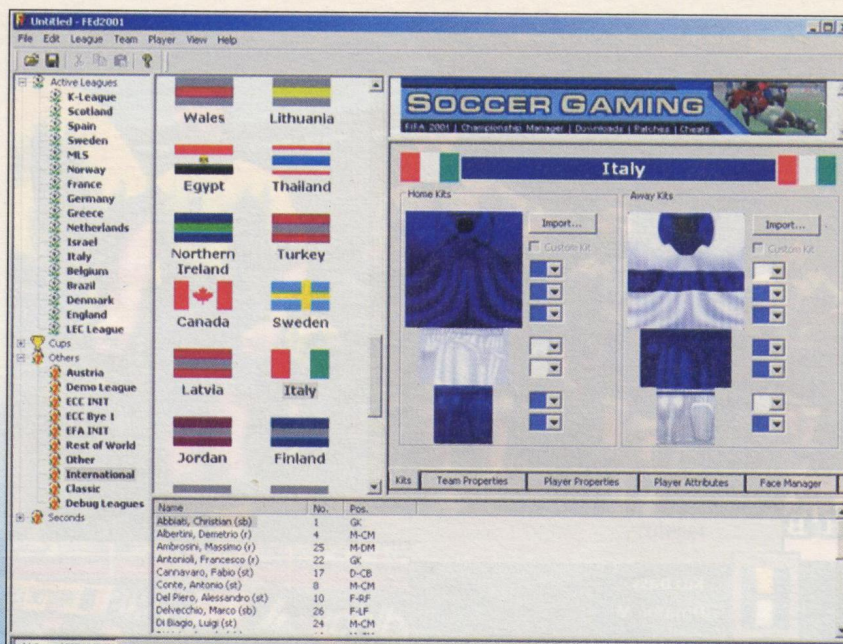 Untitled - FEd2001
File Edit League Team Player View Help
Active Leagues
K-League
Scotland
Spain
Sweden
MLS
Norway
France
Germany
Greece
Netherlands
Israel
Italy
Belgium
Brazil
Denmark
England
LEC League
Cups
Others
Austria
Demo League
ECC INIT
ECC Bye 1
EFA INIT
Rest of World
Other
International
Classic
Debug Leagues
Seconds
Wales Lithuania
Egypt Thailand
Northern Ireland Turkey
Canada Sweden
Latvia Italy
Jordan Finland
SOCCER GAMING
FIFA 2001 | Championship Manager | Downloads | Patches | Cheats
Italy
Home Kits
Import...
Custom Kit
Away Kits
Import...
Custom Kit
Kits Team Properties Player Properties Player Attributes Face Manager
Name No. Pos.
Abbiati, Christian (sb) 1 GK
Albertini, Demetrio (r) 4 M-CM
Ambrosini, Massimo (r) 25 M-DM
Antonioli, Francesco (r) 22 GK
Cannavaro, Fabio (st) 17 D-CB
Conte, Antonio (st) 8 M-CM
Del Piero, Alessandro (st) 10 F-RF
Delvecchio, Marco (sb) 26 F-LF
Di Biagio, Luigi (st) 24 M-CM